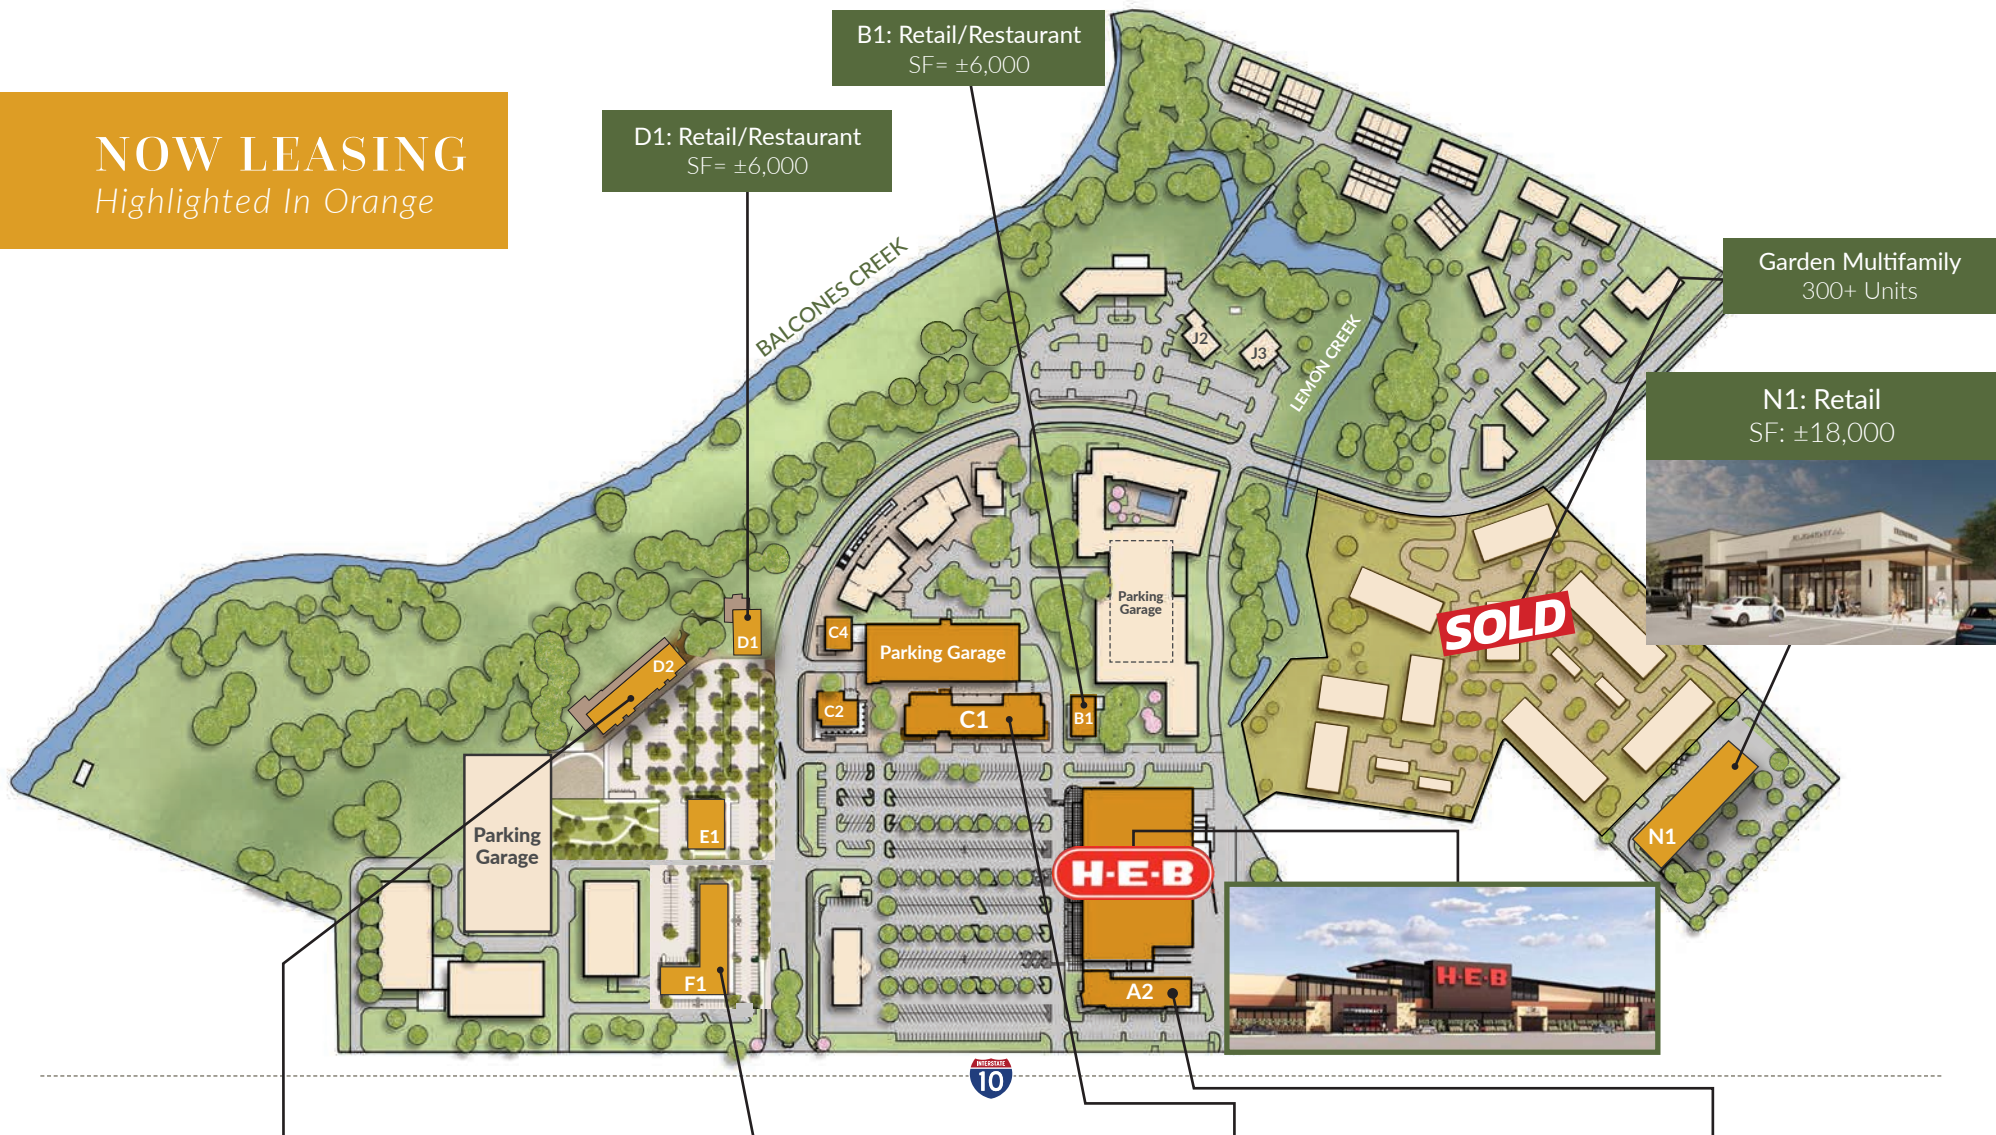 B1: Retail/Restaurant
SF= ±6,000
NOW LEASING
Highlighted In Orange
D1: Retail/Restaurant
SF= ±6,000
BALCONES CREEK
Garden Multifamily
300+ Units
J2
J3
LEMON CREEK
N1: Retail
SF: ±18,000
Parking
Garage
SOLD
D1
C4
Parking Garage
D2
C2
C1
B1
E1
Parking
Garage
N1
H-E-B
H·E·B
PHARMACY
F1
A2
INTERSTATE
10